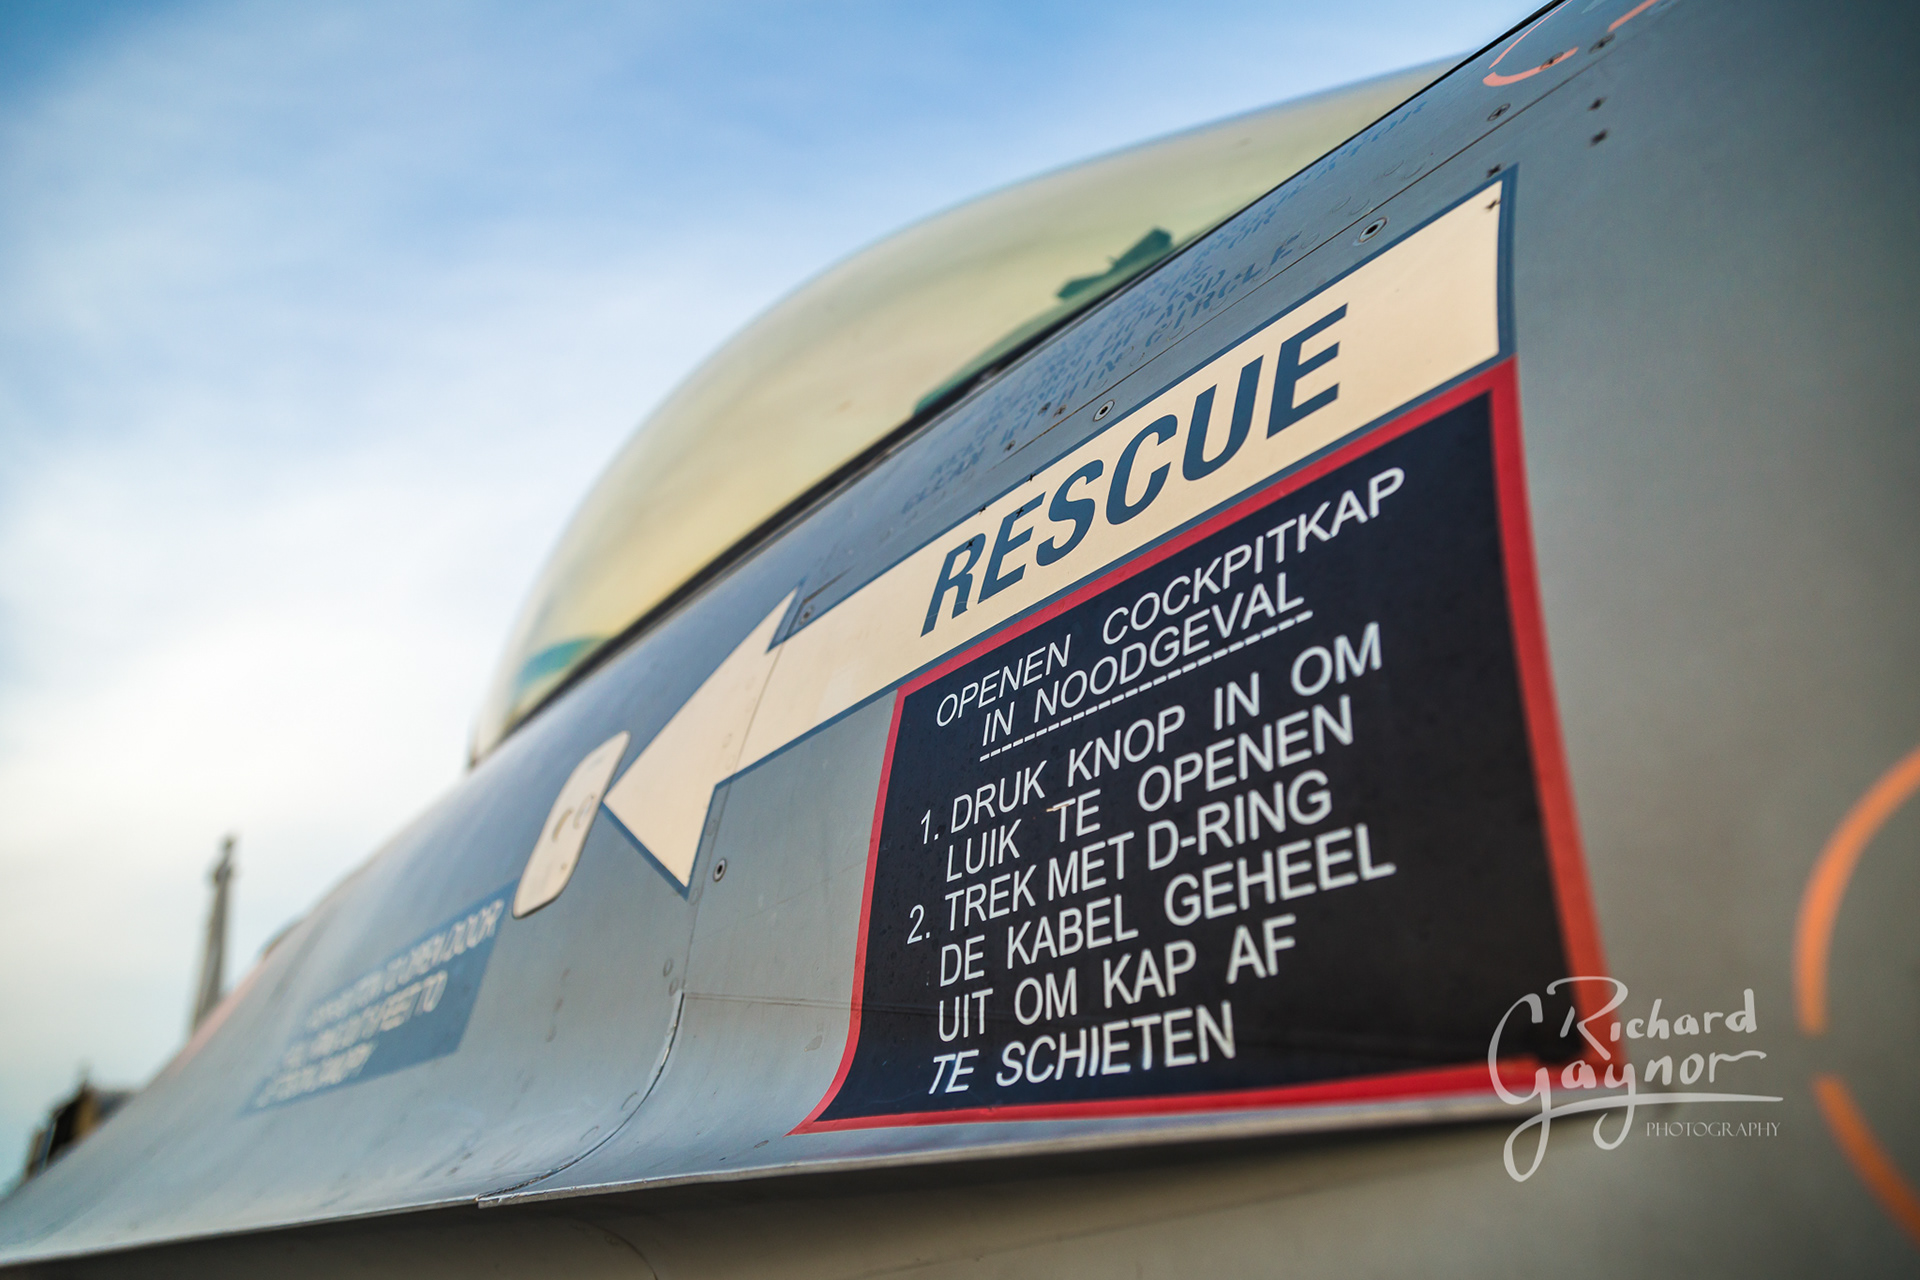 RESCUE
OPENEN COCKPITKAP
IN NOODGEVAL
1. DRUK KNOP IN OM
LUIK TE OPENEN
2. TREK MET D-RING
DE KABEL GEHEEL
UIT OM KAP AF
TE SCHIETEN
Richard
Gaynor
PHOTOGRAPHY